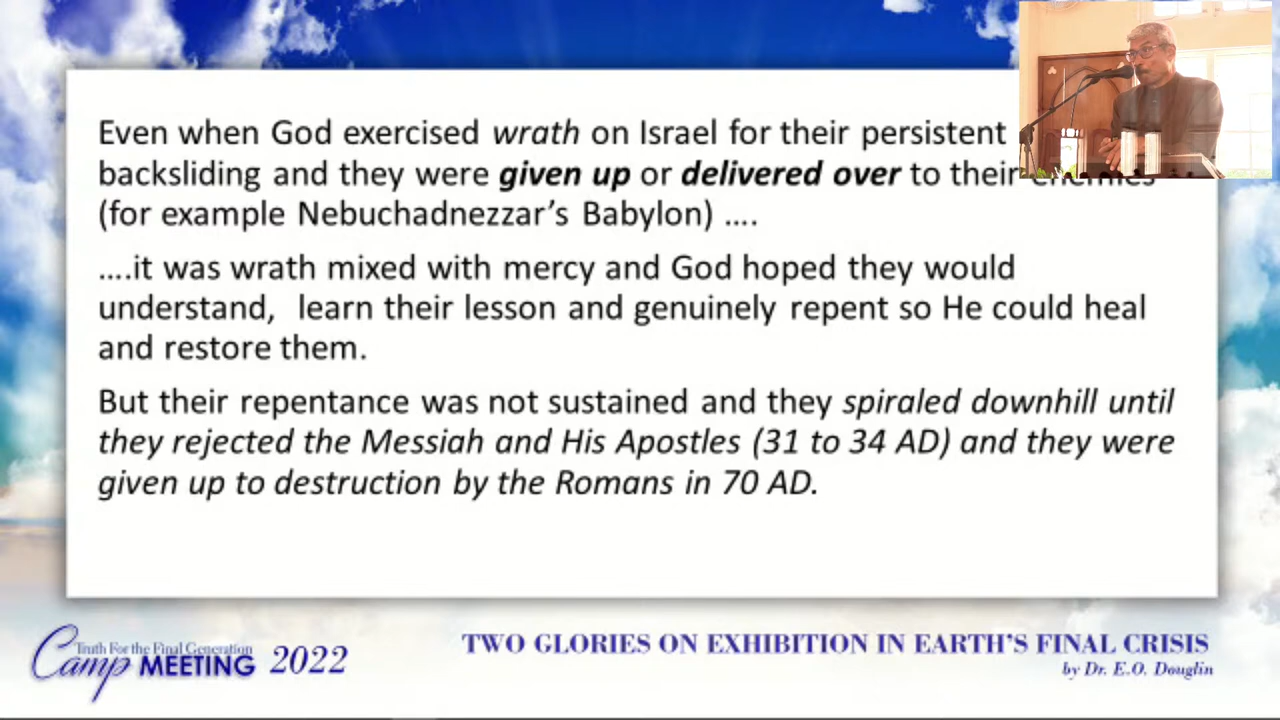 Even when God exercised wrath on Israel for their persistent
backsliding and they were given up or delivered over to their enemies
(for example Nebuchadnezzar’s Babylon) ….
….it was wrath mixed with mercy and God hoped they would
understand, learn their lesson and genuinely repent so He could heal
and restore them.
But their repentance was not sustained and they spiraled downhill until
they rejected the Messiah and His Apostles (31 to 34 AD) and they were
given up to destruction by the Romans in 70 AD.
Truth For the Final Generation
Camp MEETING 2022
TWO GLORIES ON EXHIBITION IN EARTH’S FINAL CRISIS
by Dr. E.O. Douglin